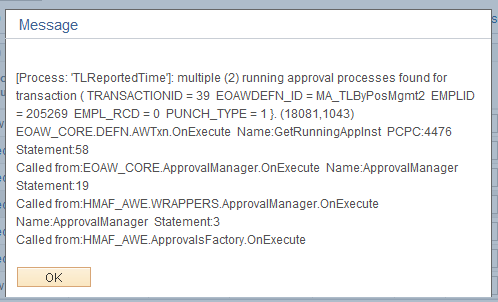 Message
[Process: 'TLReportedTime']: multiple (2) running approval processes found for
transaction ( TRANSACTIONID = 39 EOAWDEFN_ID = MA_TLByPosMgmt2 EMPLID
= 205269 EMPL_RCD = 0 PUNCH_TYPE = 1 }. (18081,1043)
EOAW_CORE.DEFN.AWTxn.OnExecute Name:GetRunningAppInst PCPC:4476
Statement:58
Called from:EOAW_CORE.ApprovalManager.OnExecute Name:ApprovalManager
Statement:19
Called from:HMAF_AWE.WRAPPERS.ApprovalManager.OnExecute
Name:ApprovalManager Statement:3
Called from:HMAF_AWE.ApprovalsFactory.OnExecute
OK